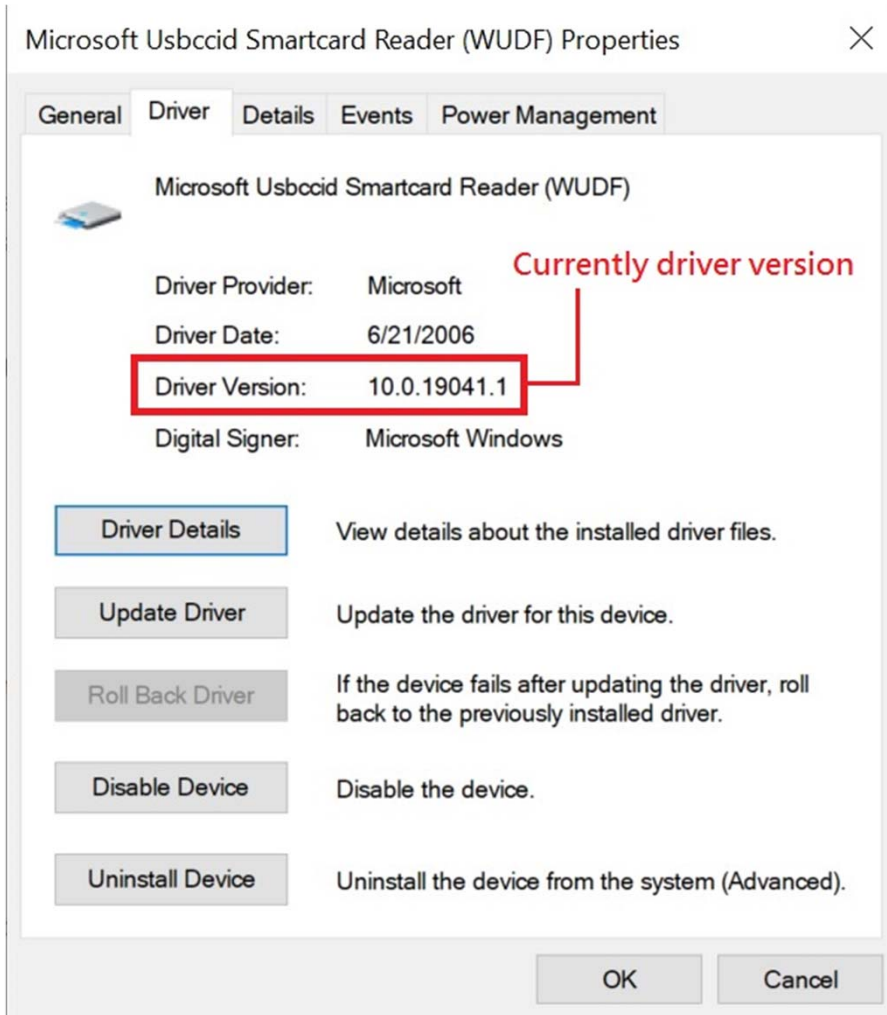 Microsoft Usbccid Smartcard Reader (WUDF) Properties
General Driver Details Events Power Management
Microsoft Usbccid Smartcard Reader (WUDF)
Currently driver version
Driver Provider: Microsoft
Driver Date: 6/21/2006
Driver Version: 10.0.19041.1
Digital Signer: Microsoft Windows
Driver Details View details about the installed driver files.
Update Driver Update the driver for this device.
Roll Back Driver If the device fails after updating the driver, roll
back to the previously installed driver.
Disable Device Disable the device.
Uninstall Device Uninstall the device from the system (Advanced).
OK Cancel